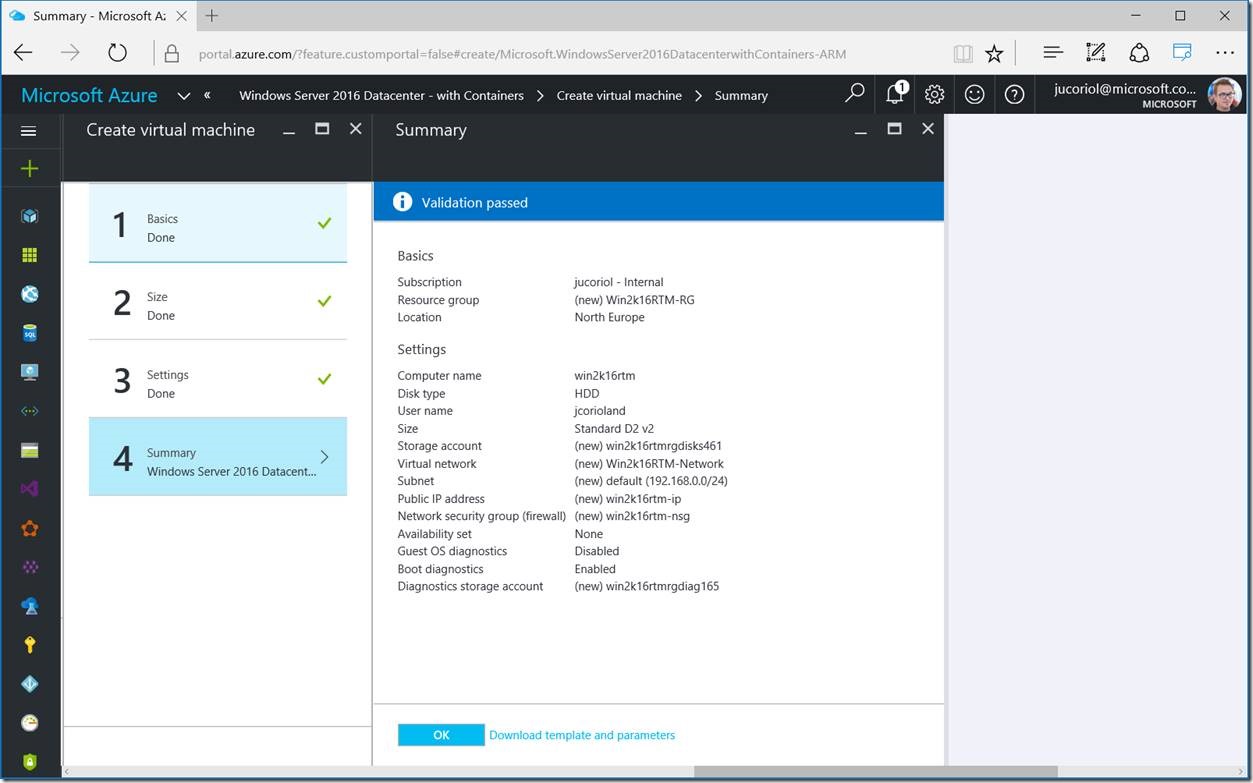 Summary - Microsoft Az
portal.azure.com/?feature.customportal=false#create/Microsoft.WindowsServer2016DatacenterwithContainers-ARM
Microsoft Azure « Windows Server 2016 Datacenter - with Containers > Create virtual machine > Summary 1 jucoriol@microsoft.co...
MICROSOFT
Create virtual machine
Summary
1 Basics
Done
2 Size
Done
3 Settings
Done
4 Summary
Windows Server 2016 Datacent...
Validation passed
Basics
Subscription jucoriol - Internal
Resource group (new) Win2k16RTM-RG
Location North Europe
Settings
Computer name win2k16rtm
Disk type HDD
User name jcorioland
Size Standard D2 v2
Storage account (new) win2k16rtmrgdisks461
Virtual network (new) Win2k16RTM-Network
Subnet (new) default (192.168.0.0/24)
Public IP address (new) win2k16rtm-ip
Network security group (firewall) (new) win2k16rtm-nsg
Availability set None
Guest OS diagnostics Disabled
Boot diagnostics Enabled
Diagnostics storage account (new) win2k16rtmrgdiag165
OK Download template and parameters
SQL